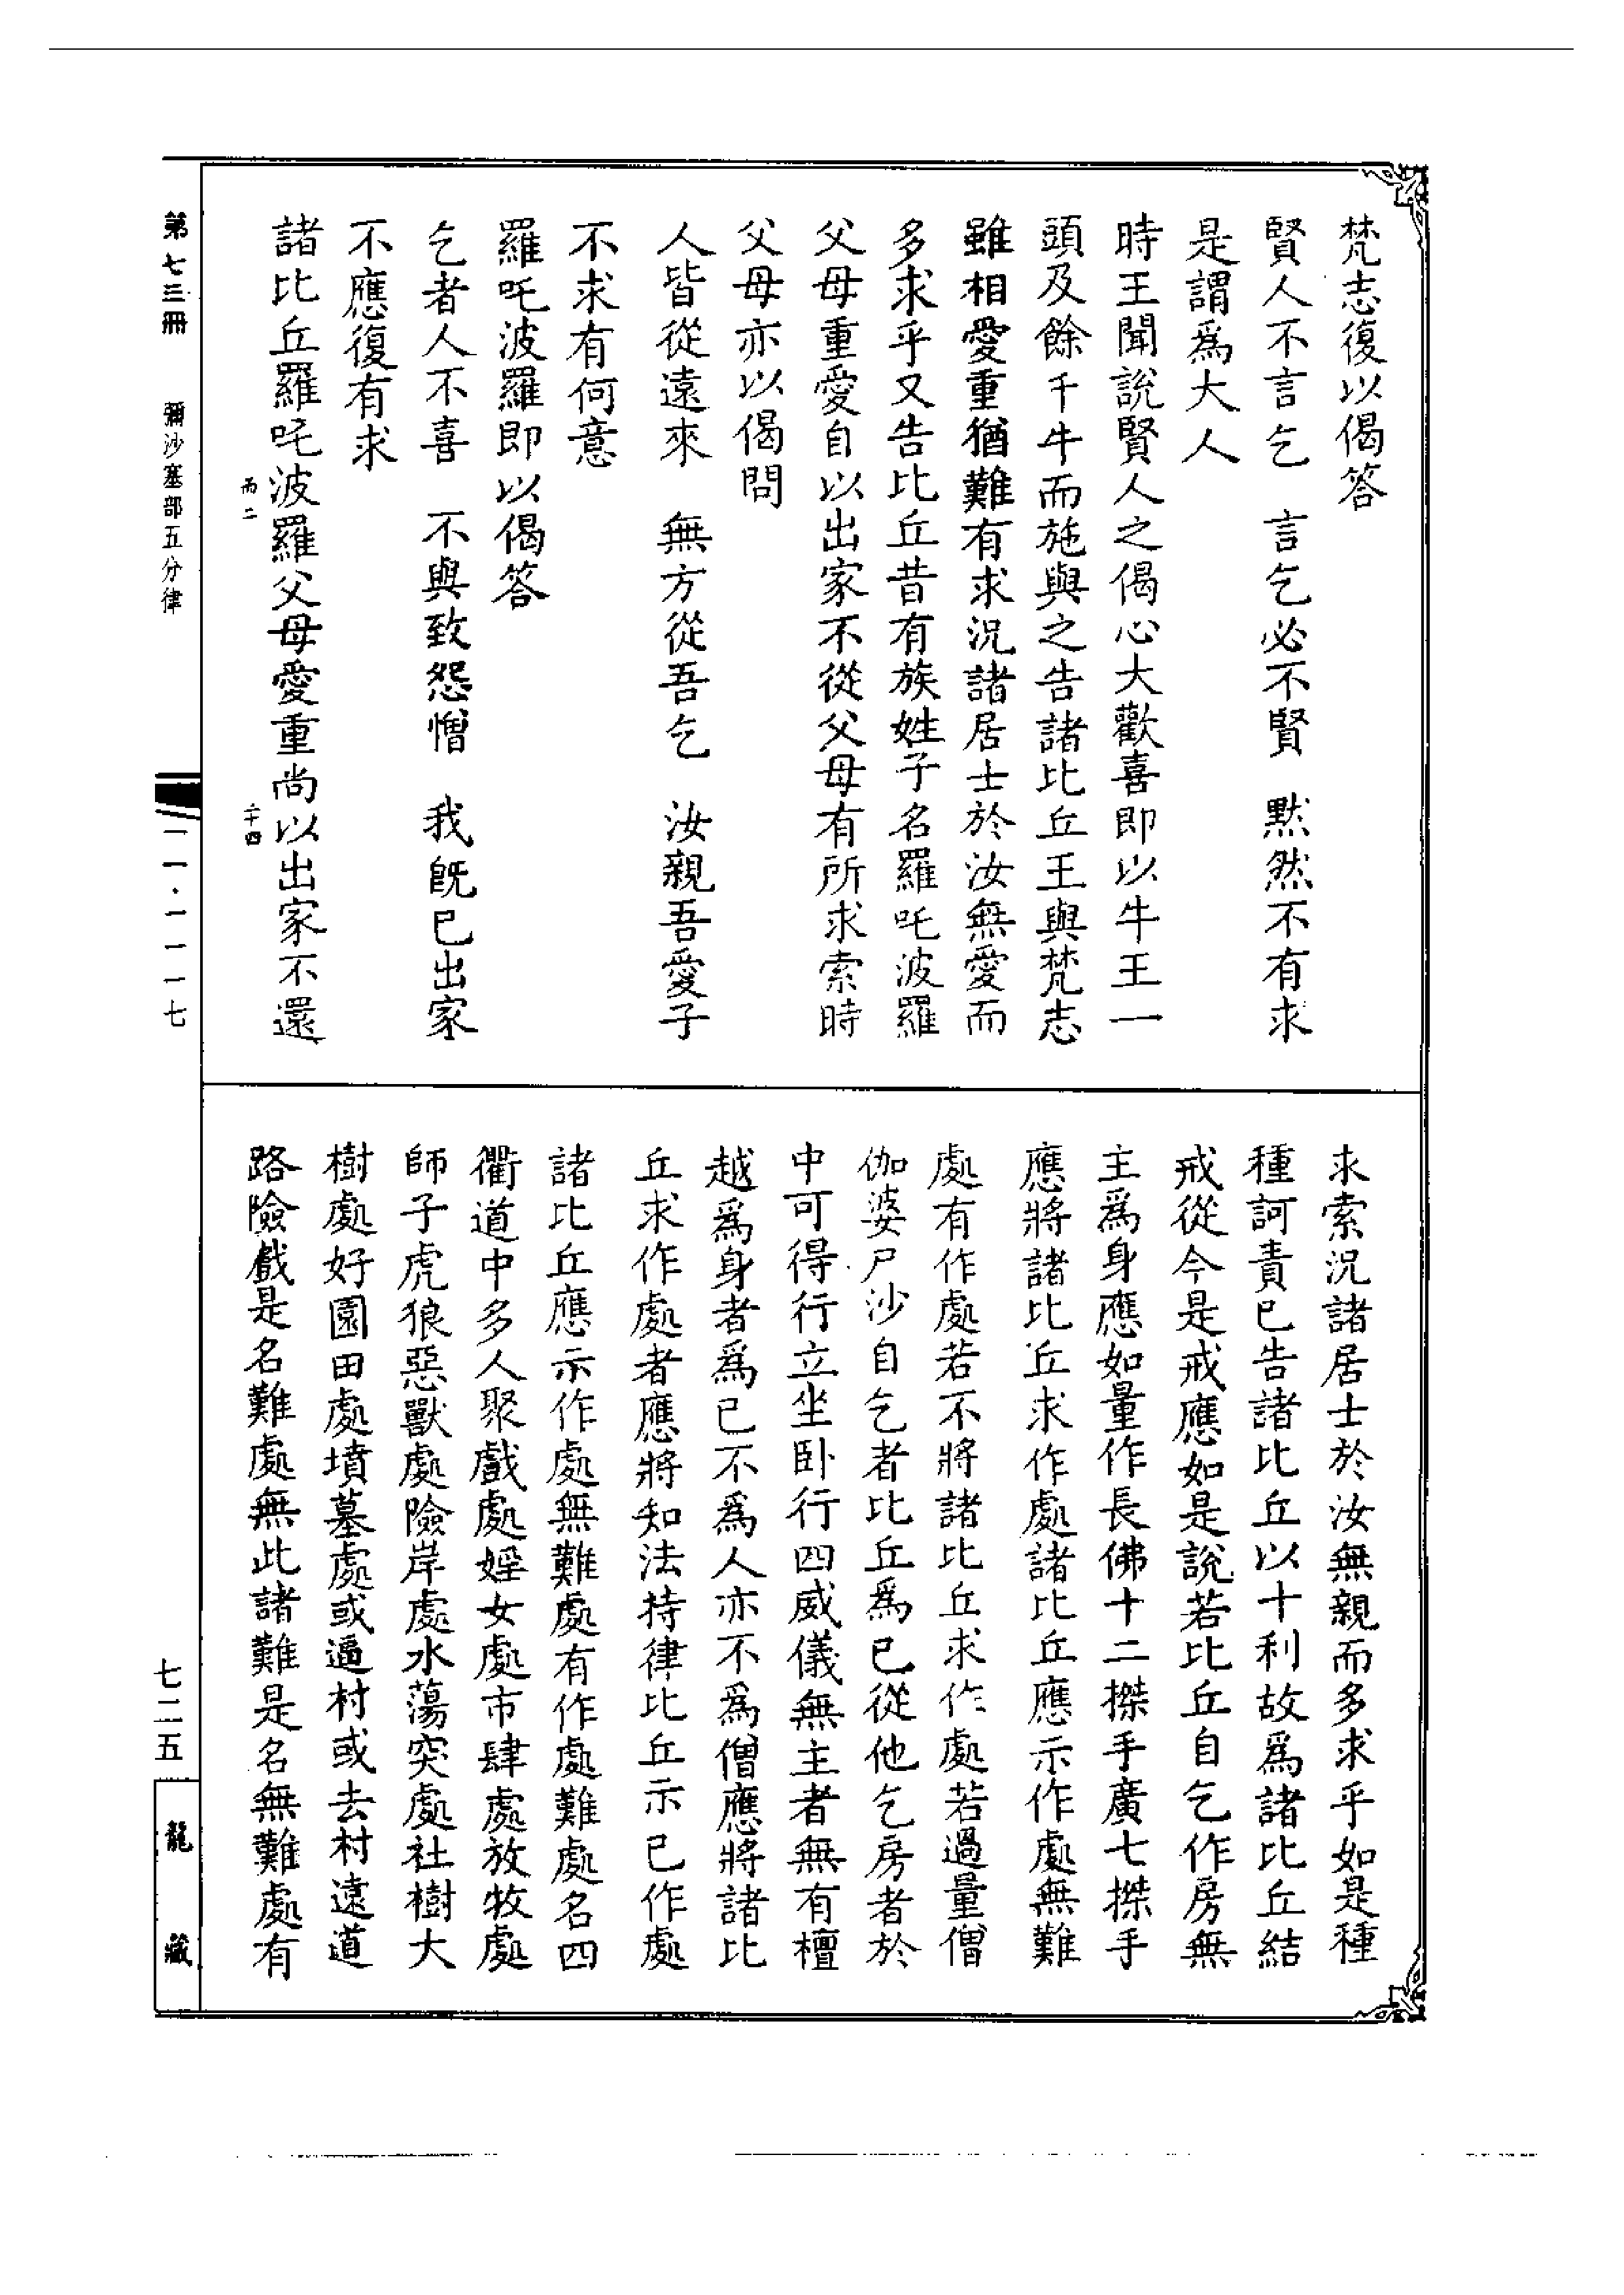 梵志復以偈答
賢人不言乞　言乞必不賢　默然不有求
是謂爲大人
時王聞說賢人之偈心大歡喜即以牛王一
頭及餘千牛而施與之告諸比丘王與梵志
雖相愛重猶難有求況諸居士於汝無愛而
多求乎又告比丘昔有族姓子名羅吒波羅
父母重愛自以出家不從父母有所求索時
父母亦以偈問
人皆從遠來　無方從吾乞　汝親吾愛子
不求有何意
羅吒波羅即以偈答
乞者人不喜　不與致怨憎　我旣已出家
不應復有求
諸比丘羅吒波羅父母愛重尚以出家不還
求索況諸居士於汝無親而多求乎如是種
種訶責已告諸比丘以十利故爲諸比丘結
戒從今是戒應如是說若比丘自乞作房無
主爲身應如量作長佛十二搩手廣七搩手
應將諸比丘求作處諸比丘應示作處無難
處有作處若不將諸比丘求作處若過量僧
伽婆尸沙自乞者比丘爲已從他乞房者於
中可得行立坐卧行四威儀無主者無有檀
越爲身者爲已不爲人亦不爲僧應將諸比
丘求作處者應將知法持律比丘示已作處
諸比丘應示作處無難處有作處難處名四
衢道中多人聚戲處婬女處市肆處放牧處
師子虎狼惡獸處險岸處水蕩突處社樹大
樹處好園田處墳墓處或逼村或去村遠道
路險戲是名難處無此諸難是名無難處有
第七三冊　彌沙塞部五分律　一一·一一一七　七二五
龍藏
而二　二十四